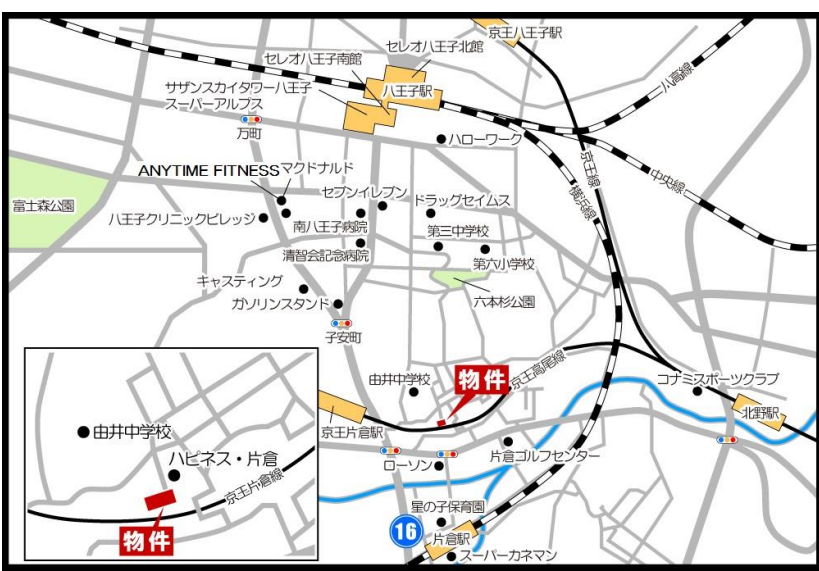 京王八王子駅
セレオ八王子北館
セレオ八王子南館
サザンスカイタワー八王子
スーパーアルプス
八王子駅
八高線
万町
ハローワーク
京王線
中央線
横浜線
ANYTIME FITNESS
マクドナルド
富士森公園
セブンイレブン
ドラッグセイムス
八王子クリニックビレッジ
南八王子病院
第三中学校
清智会記念病院
第六小学校
キャスティング
ガソリンスタンド
六本杉公園
子安町
京王高尾線
由井中学校
物件
コナミスポーツクラブ
北野駅
京王片倉駅
ローソン
片倉ゴルフセンター
星の子保育園
16
片倉駅
スーパーカネマン
由井中学校
ハピネス・片倉
京王片倉線
物件